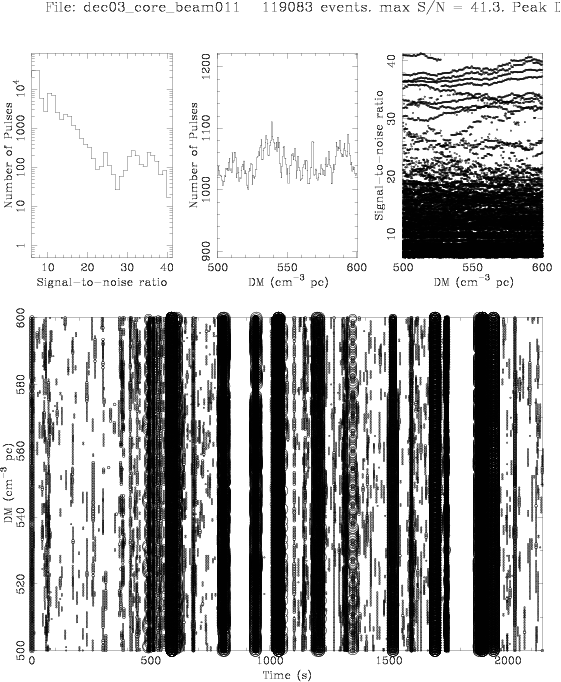 File: dec03_core_beam011 119083 events. max S/N = 41.3. Peak D
Number of Pulses
1 10 100 1000 10⁴
10 20 30 40
Signal-to-noise ratio
Number of Pulses
900 1000 1100 1200
500 550 600
DM (cm⁻³ pc)
Signal-to-noise ratio
10 20 30 40
500 550 600
DM (cm⁻³ pc)
DM (cm⁻³ pc)
500 520 540 560 580 600
0 500 1000 1500 2000
Time (s)